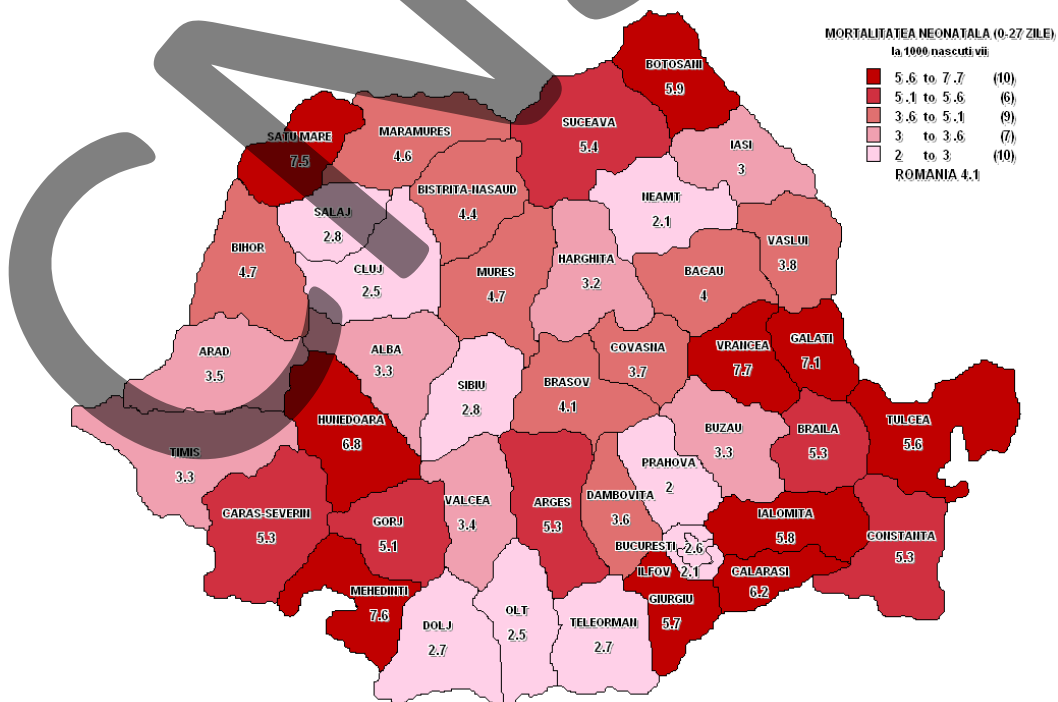 MORTALITATEA NEONATALA (0-27 ZILE)
la 1000 nascuti vii
5.6 to 7.7 (10)
5.1 to 5.6 (6)
3.6 to 5.1 (9)
3 to 3.6 (7)
2 to 3 (10)
ROMANIA 4.1
BOTOSANI
5.9
SUCEAVA
5.4
SATU MARE
7.5
MARAMURES
4.6
IASI
3
BISTRITA-NASAUD
4.4
NEAMT
2.1
SALAJ
2.8
BIHOR
4.7
CLUJ
2.5
MURES
4.7
HARGHITA
3.2
BACAU
4
VASLUI
3.8
ARAD
3.5
ALBA
3.3
SIBIU
2.8
BRASOV
4.1
COVASNA
3.7
VRANCEA
7.7
GALATI
7.1
HUNEDOARA
6.8
TIMIS
3.3
BUZAU
3.3
BRAILA
5.3
TULCEA
5.6
PRAHOVA
2
CARAS-SEVERIN
5.3
GORJ
5.1
VALCEA
3.4
ARGES
5.3
DAMBOVITA
3.6
IALOMITA
5.8
CONSTANTA
5.3
BUCURESTI 2.6
ILFOV 2.1
CALARASI
6.2
MEHEDINTI
7.6
DOLJ
2.7
OLT
2.5
TELEORMAN
2.7
GIURGIU
5.7